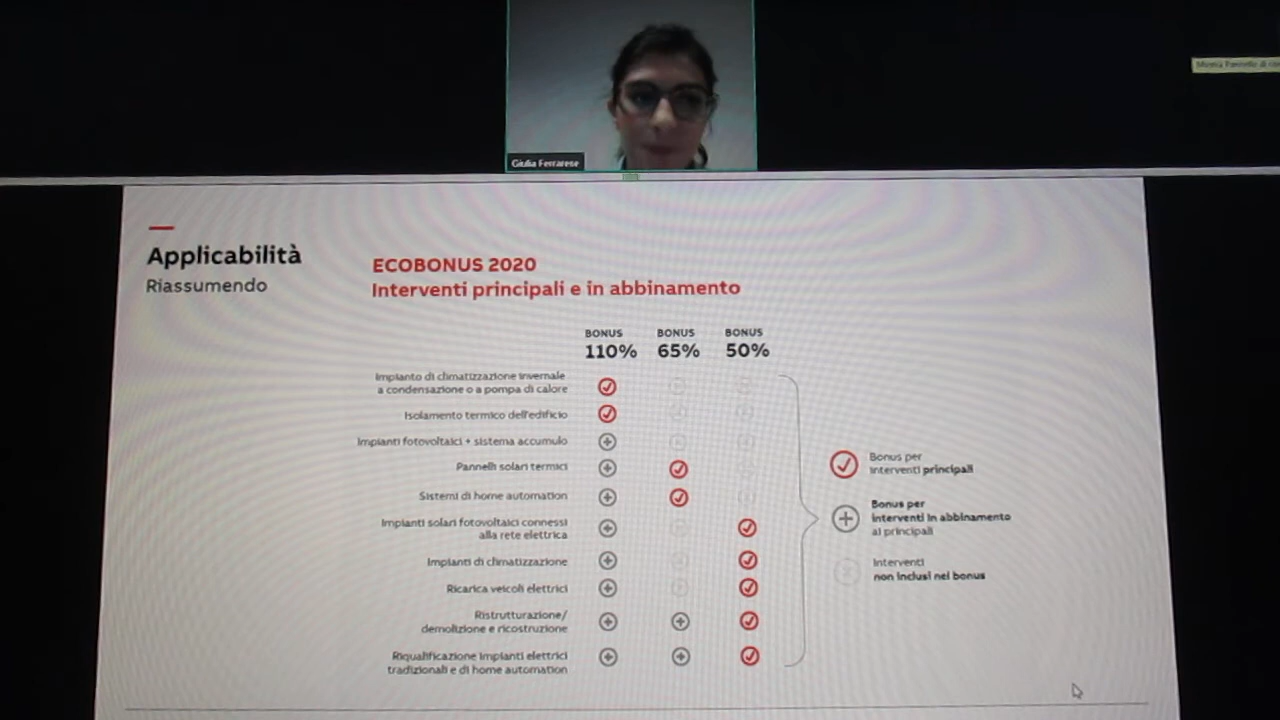 Giulia Ferrarese
Applicabilità
Riassumendo
ECOBONUS 2020
Interventi principali e in abbinamento
BONUS
110%
BONUS
65%
BONUS
50%
Impianto di climatizzazione invernale
a condensazione o a pompa di calore
Isolamento termico dell'edificio
Impianti fotovoltaici + sistema accumulo
Pannelli solari termici
Sistemi di home automation
Impianti solari fotovoltaici connessi
alla rete elettrica
Impianti di climatizzazione
Ricarica veicoli elettrici
Ristrutturazione/
demolizione e ricostruzione
Riqualificazione impianti elettrici
tradizionali e di home automation
Bonus per
interventi principali
Bonus per
interventi in abbinamento
ai principali
Interventi
non inclusi nel bonus